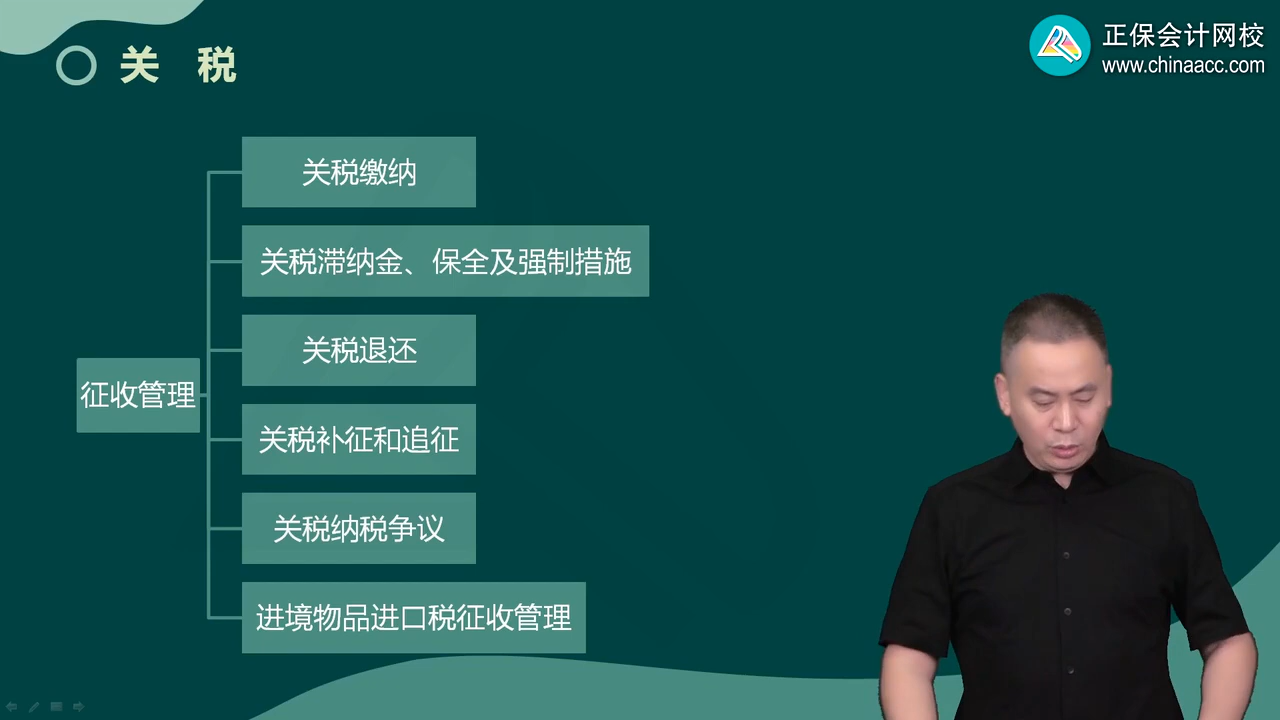 关 税
正保会计网校
www.chinaacc.com
关税缴纳
关税滞纳金、保全及强制措施
关税退还
征收管理
关税补征和追征
关税纳税争议
进境物品进口税征收管理